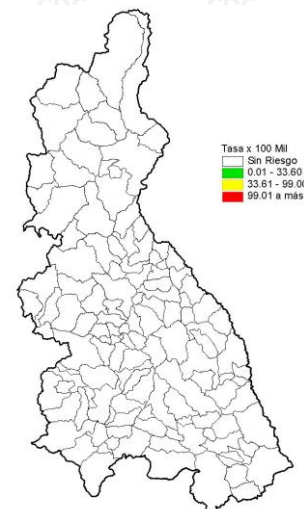 Tasa x 100 Mil
Sin Riesgo
0.01 - 33.60
33.61 - 99.00
99.01 a más